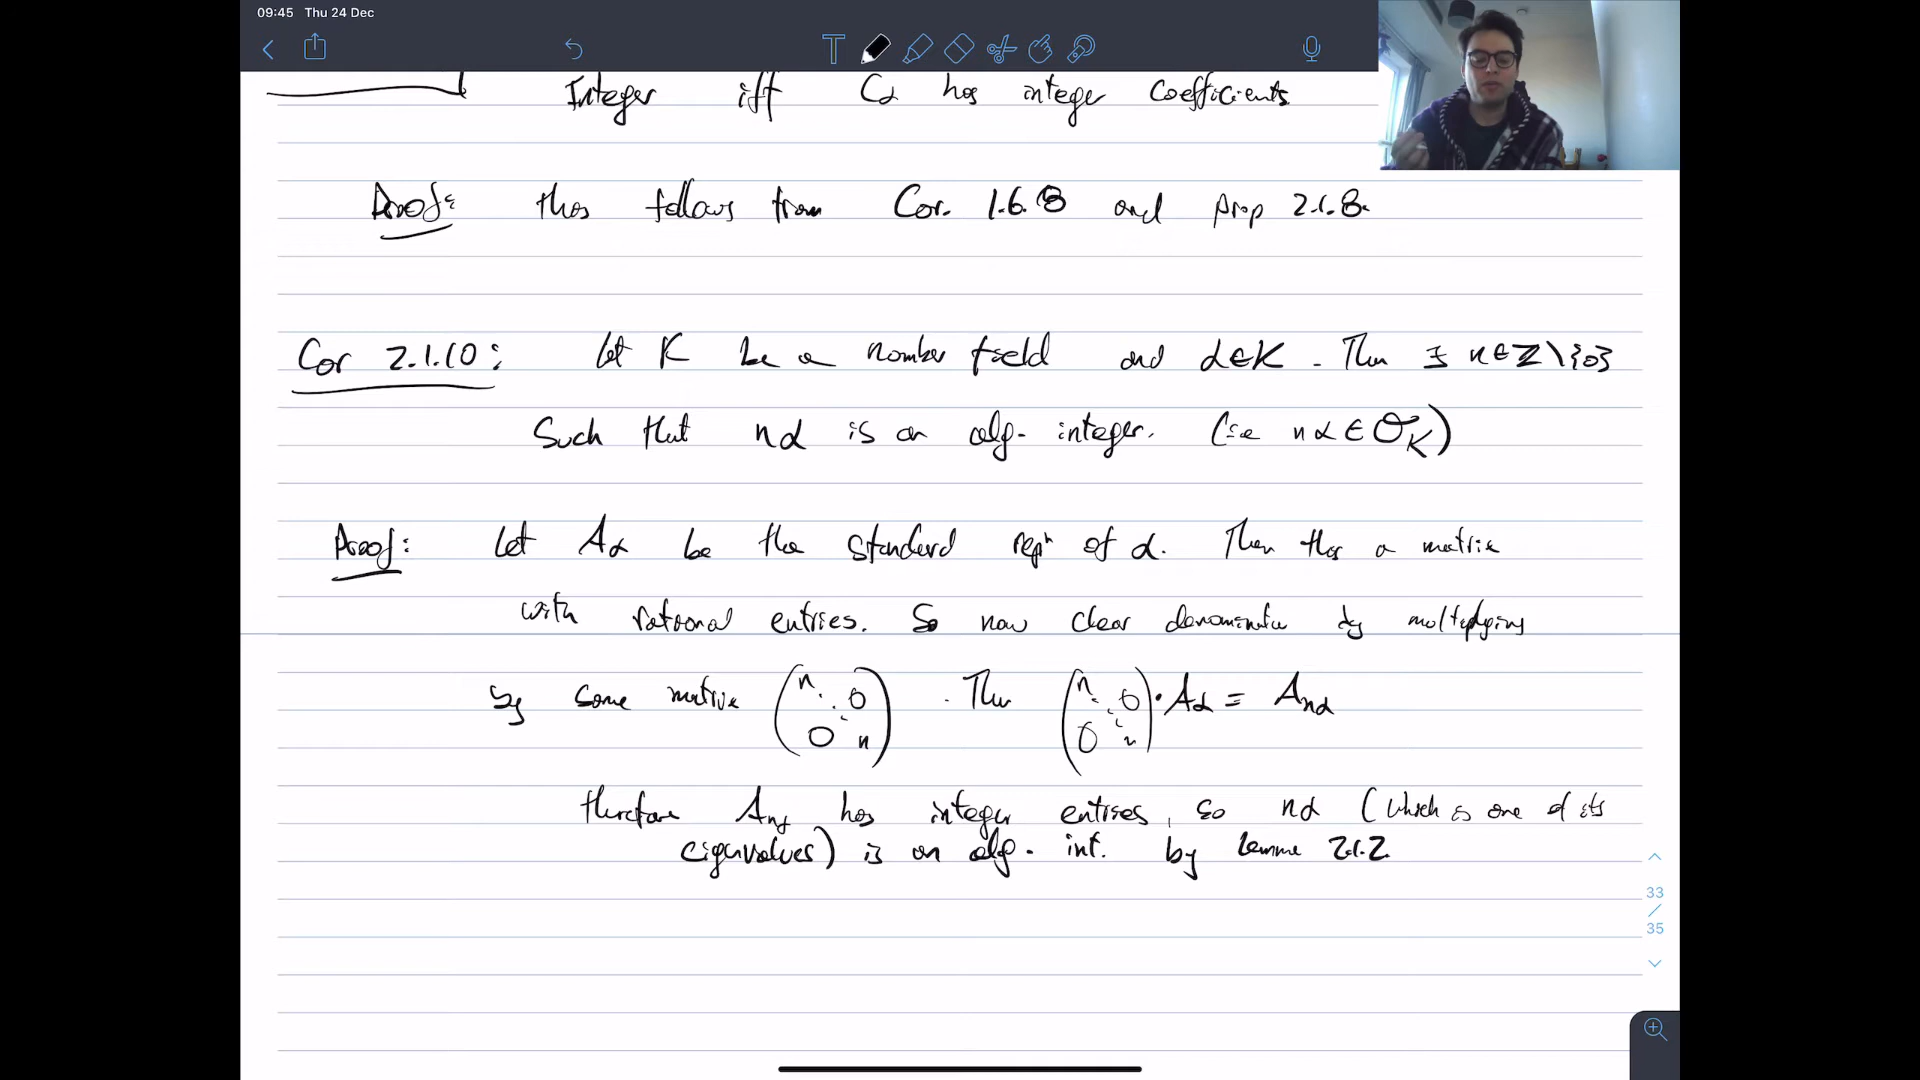 09:45 Thu 24 Dec
Integer iff Cα has integer coefficients
Proof: this follows from Cor. 1.6.8 and Prop 2.1.8.
Cor 2.1.10: Let K be a number field and α∈K. Then ∃ n∈ℤ\{0}
Such that nα is an alg. integer. (i.e nα ∈ 𝒪_K)
Proof: Let Aα be the standard repⁿ of α. Then this a matrix
with rational entries. So now clear denominator by multiplying
by some matrix (n ⋱ 0 0 n). Then (n ⋱ 0 0 n)·Aα = Anα
therefore Anα has integer entries, so nα (which is one of its
eigenvalues) is an alg. int. by Lemma 2.1.2.
33
/
35